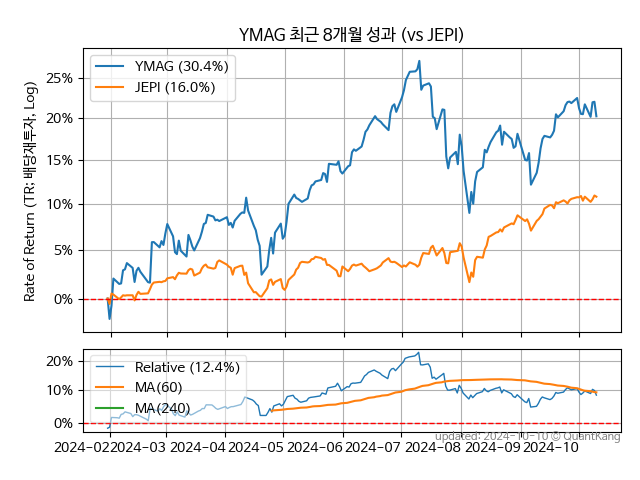 YMAG 최근 8개월 성과 (vs JEPI)
Rate of Return (TR: 배당재투자, Log)
YMAG (30.4%)
JEPI (16.0%)
25%
20%
15%
10%
5%
0%
Relative (12.4%)
MA(60)
MA(240)
20%
10%
0%
2024-02
2024-03
2024-04
2024-05
2024-06
2024-07
2024-08
2024-09
2024-10
updated: 2024-10-10 © QuantKang